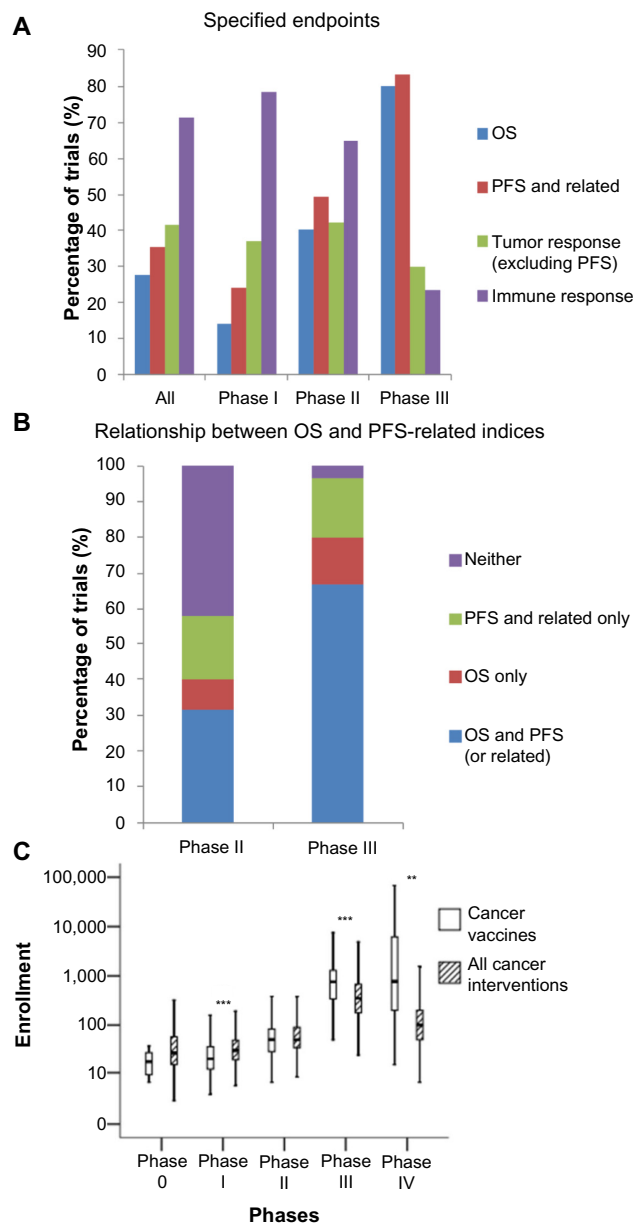 A
Specified endpoints
Percentage of trials (%)
90
80
70
60
50
40
30
20
10
0
All
Phase I
Phase II
Phase III
OS
PFS and related
Tumor response
(excluding PFS)
Immune response
B
Relationship between OS and PFS-related indices
Percentage of trials (%)
100
90
80
70
60
50
40
30
20
10
0
Phase II
Phase III
Neither
PFS and related only
OS only
OS and PFS
(or related)
C
Enrollment
100,000
10,000
1,000
100
10
0
***
***
**
Cancer
vaccines
All cancer
interventions
Phase
0
Phase
I
Phase
II
Phase
III
Phase
IV
Phases